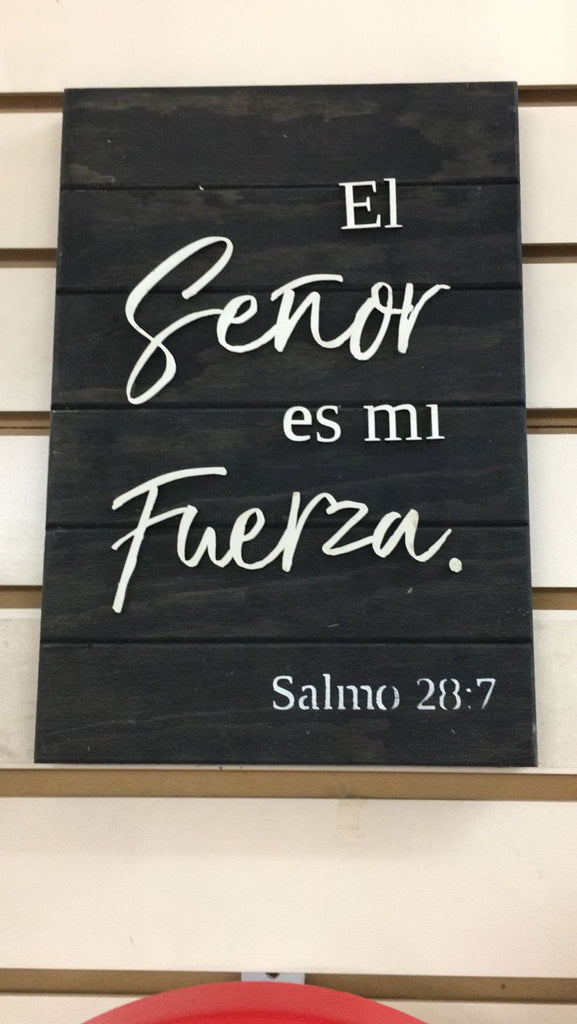 El
Señor
es mi
Fuerza.
Salmo 28:7